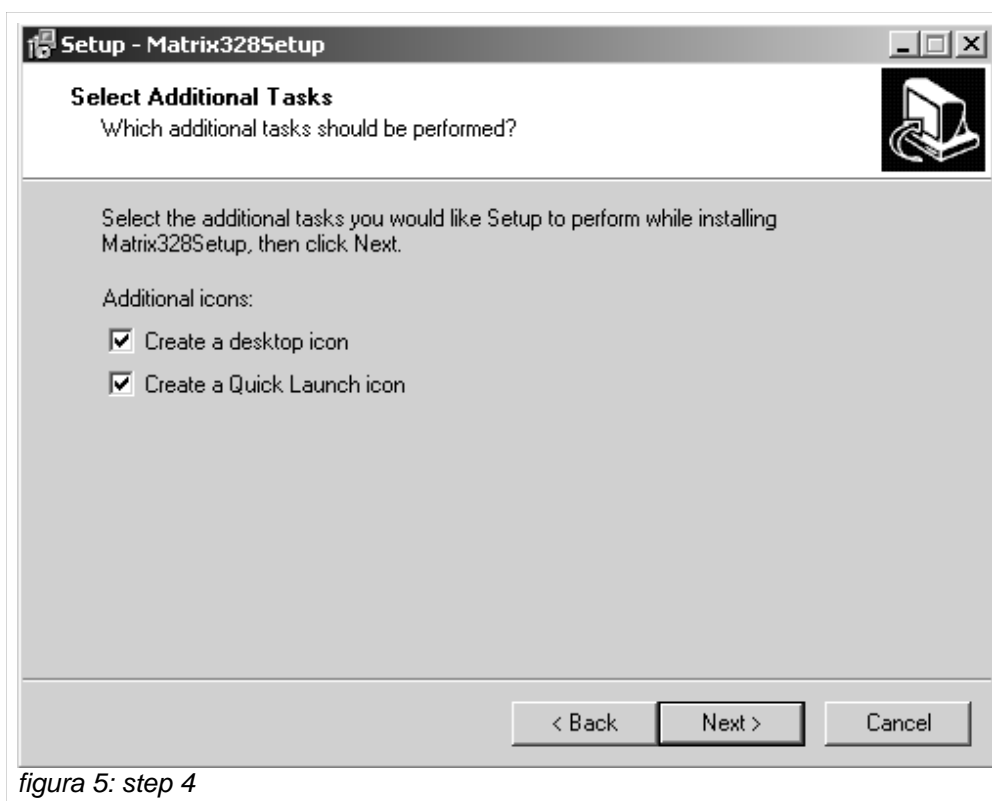 Setup - Matrix328Setup
Select Additional Tasks
Which additional tasks should be performed?
Select the additional tasks you would like Setup to perform while installing
Matrix328Setup, then click Next.
Additional icons:
Create a desktop icon
Create a Quick Launch icon
< Back Next > Cancel
figura 5: step 4